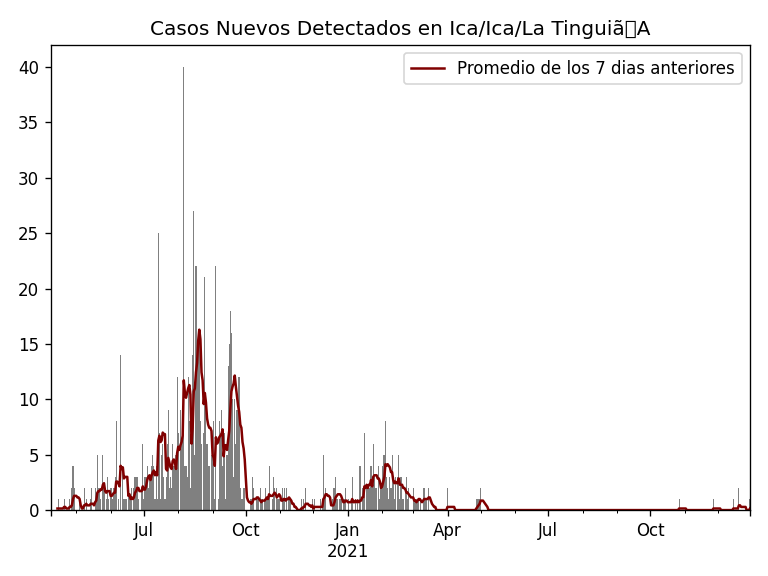 Casos Nuevos Detectados en Ica/Ica/La Tinguiã▯A
Promedio de los 7 dias anteriores
40
35
30
25
20
15
10
5
0
Jul
Oct
Jan
2021
Apr
Jul
Oct